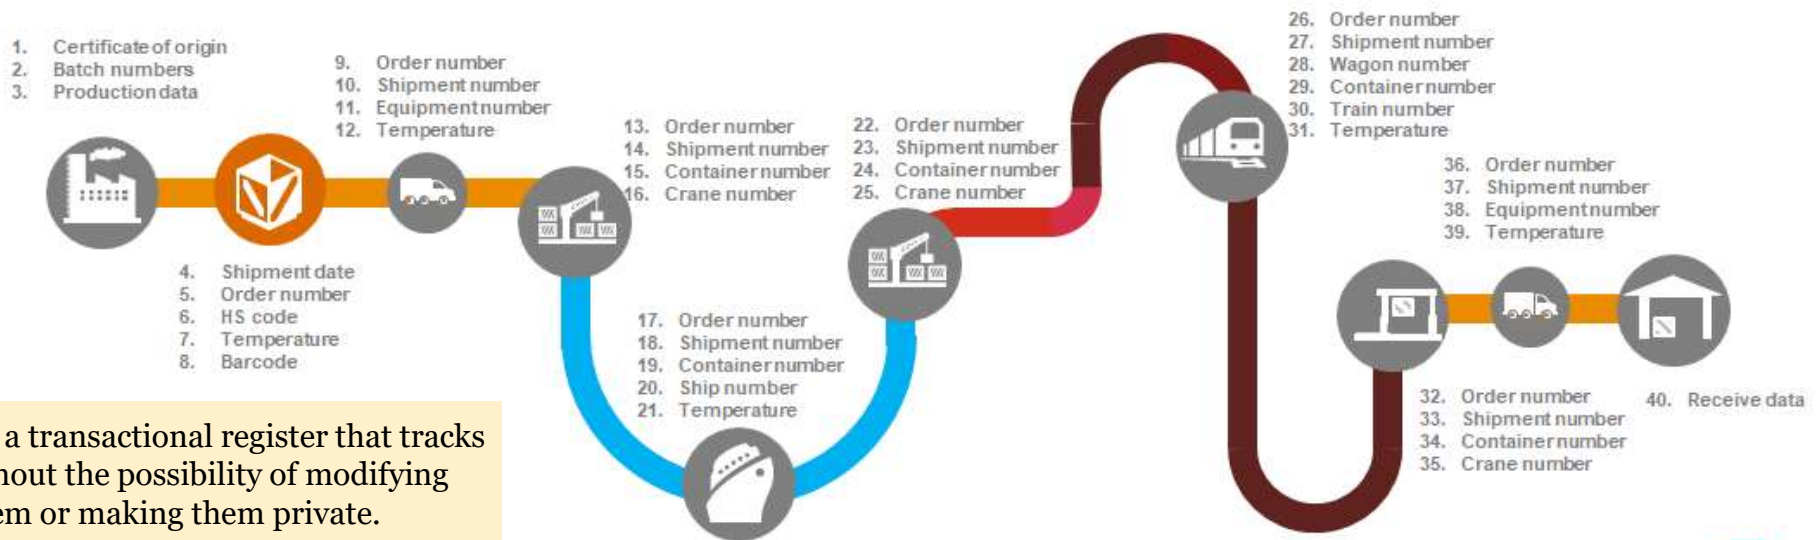 1. Certificate of origin
2. Batch numbers
3. Production data
4. Shipment date
5. Order number
6. HS code
7. Temperature
8. Barcode
9. Order number
10. Shipment number
11. Equipment number
12. Temperature
13. Order number
14. Shipment number
15. Container number
16. Crane number
17. Order number
18. Shipment number
19. Container number
20. Ship number
21. Temperature
22. Order number
23. Shipment number
24. Container number
25. Crane number
26. Order number
27. Shipment number
28. Wagon number
29. Container number
30. Train number
31. Temperature
32. Order number
33. Shipment number
34. Container number
35. Crane number
36. Order number
37. Shipment number
38. Equipment number
39. Temperature
40. Receive data
a transactional register that tracks
the possibility of modifying
or making them private.